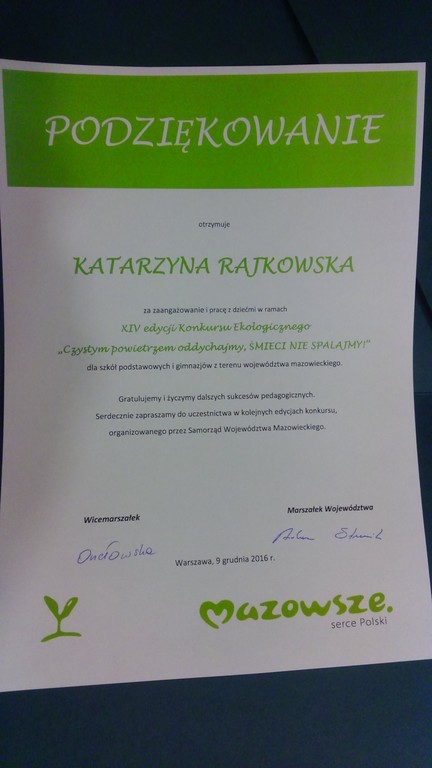 PODZIĘKOWANIE
otrzymuje
KATARZYNA RAJKOWSKA
za zaangażowanie i pracę z dziećmi w ramach
XIV edycji Konkursu Ekologicznego
„Czystym powietrzem oddychajmy, ŚMIECI NIE SPALAJMY!"
dla szkół podstawowych i gimnazjów z terenu województwa mazowieckiego.
Gratulujemy i życzymy dalszych sukcesów pedagogicznych.
Serdecznie zapraszamy do uczestnictwa w kolejnych edycjach konkursu,
organizowanego przez Samorząd Województwa Mazowieckiego.
Wicemarszałek
Marszałek Województwa
Warszawa, 9 grudnia 2016 r.
mazowsze.
serce Polski